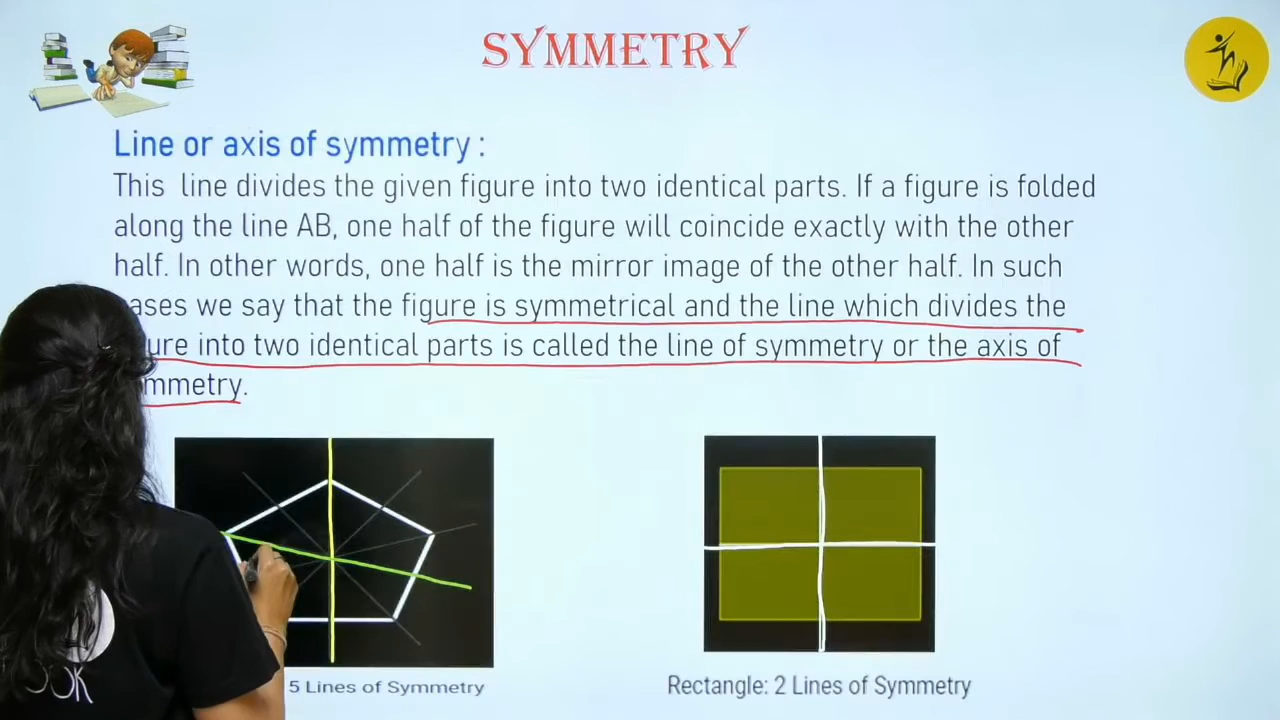 SYMMETRY
Line or axis of symmetry :
This line divides the given figure into two identical parts. If a figure is folded
along the line AB, one half of the figure will coincide exactly with the other
half. In other words, one half is the mirror image of the other half. In such
we say that the figure is symmetrical and the line which divides the
into two identical parts is called the line of symmetry or the axis of
5 Lines of Symmetry
Rectangle: 2 Lines of Symmetry